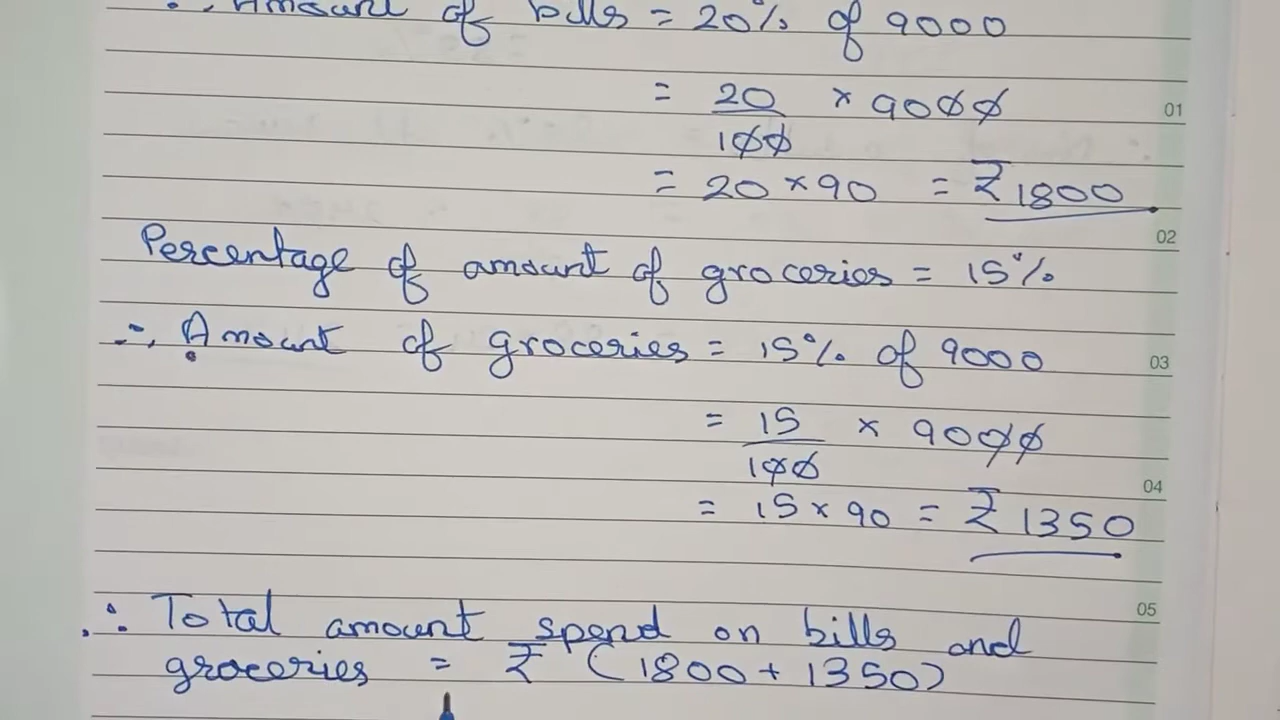 ∴ Amount of bills = 20% of 9000
= 20/100 × 9000
01
= 20 × 90 = ₹1800
02
Percentage of amount of groceries = 15%
∴ Amount of groceries = 15% of 9000
03
= 15/100 × 9000
04
= 15 × 90 = ₹ 1350
05
∴ Total amount spend on bills and
groceries = ₹ (1800 + 1350)